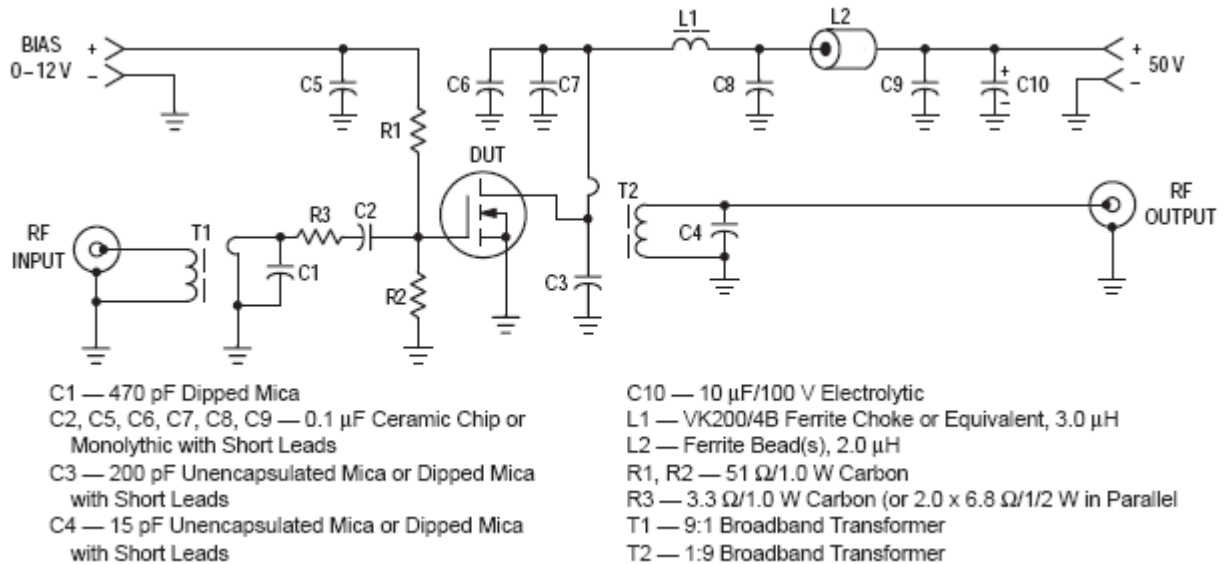 BIAS
0–12 V
+
–
C5
R1
C6
C7
L1
C8
L2
C9
+
–
C10
+
–
50 V
DUT
RF
INPUT
T1
C1
R3
C2
R2
C3
T2
C4
RF
OUTPUT
C1 — 470 pF Dipped Mica
C2, C5, C6, C7, C8, C9 — 0.1 μF Ceramic Chip or
Monolythic with Short Leads
C3 — 200 pF Unencapsulated Mica or Dipped Mica
with Short Leads
C4 — 15 pF Unencapsulated Mica or Dipped Mica
with Short Leads
C10 — 10 μF/100 V Electrolytic
L1 — VK200/4B Ferrite Choke or Equivalent, 3.0 μH
L2 — Ferrite Bead(s), 2.0 μH
R1, R2 — 51 Ω/1.0 W Carbon
R3 — 3.3 Ω/1.0 W Carbon (or 2.0 x 6.8 Ω/1/2 W in Parallel
T1 — 9:1 Broadband Transformer
T2 — 1:9 Broadband Transformer